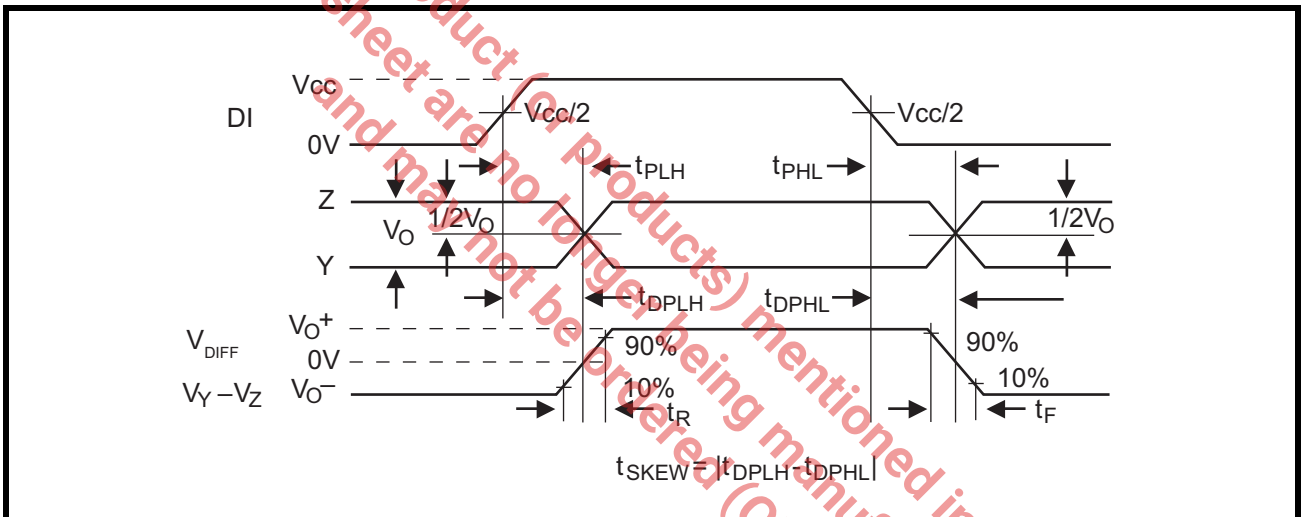 Vcc
DI
Vcc/2
Vcc/2
0V
tPLH
tPHL
Z
VO
1/2VO
1/2VO
Y
tDPLH
tDPHL
VDIFF
VO+
0V
90%
90%
VY –VZ
VO–
10%
10%
tR
tF
tSKEW = |tDPLH-tDPHL|
product (or products) mentioned in
sheet are no longer being manuf
and may not be ordered (O